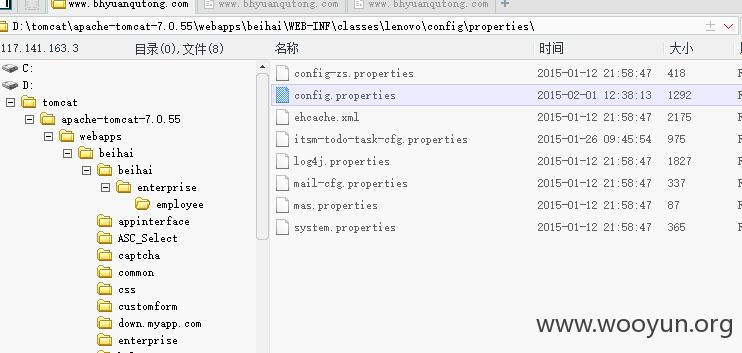 www.bhyuanqutong.com www.bhyuanqutong.com www.bhyuanqutong.com
D:\tomcat\apache-tomcat-7.0.55\webapps\beihai\WEB-INF\classes\lenovo\config\properties\
117.141.163.3 目录(0),文件(8) 名称 时间 大小
C:
D:
tomcat
apache-tomcat-7.0.55
webapps
beihai
beihai
enterprise
employee
appinterface
ASC_Select
captcha
common
css
customform
down.myapp.com
enterprise
config-zs.properties 2015-01-12 21:58:47 418
config.properties 2015-02-01 12:38:13 1292
ehcache.xml 2015-01-12 21:58:47 2175
itsm-todo-task-cfg.properties 2015-01-26 09:45:54 975
log4j.properties 2015-01-12 21:58:47 1827
mail-cfg.properties 2015-01-12 21:58:47 337
mas.properties 2015-01-12 21:58:47 87
system.properties 2015-01-12 21:58:47 365
www.wooyun.org